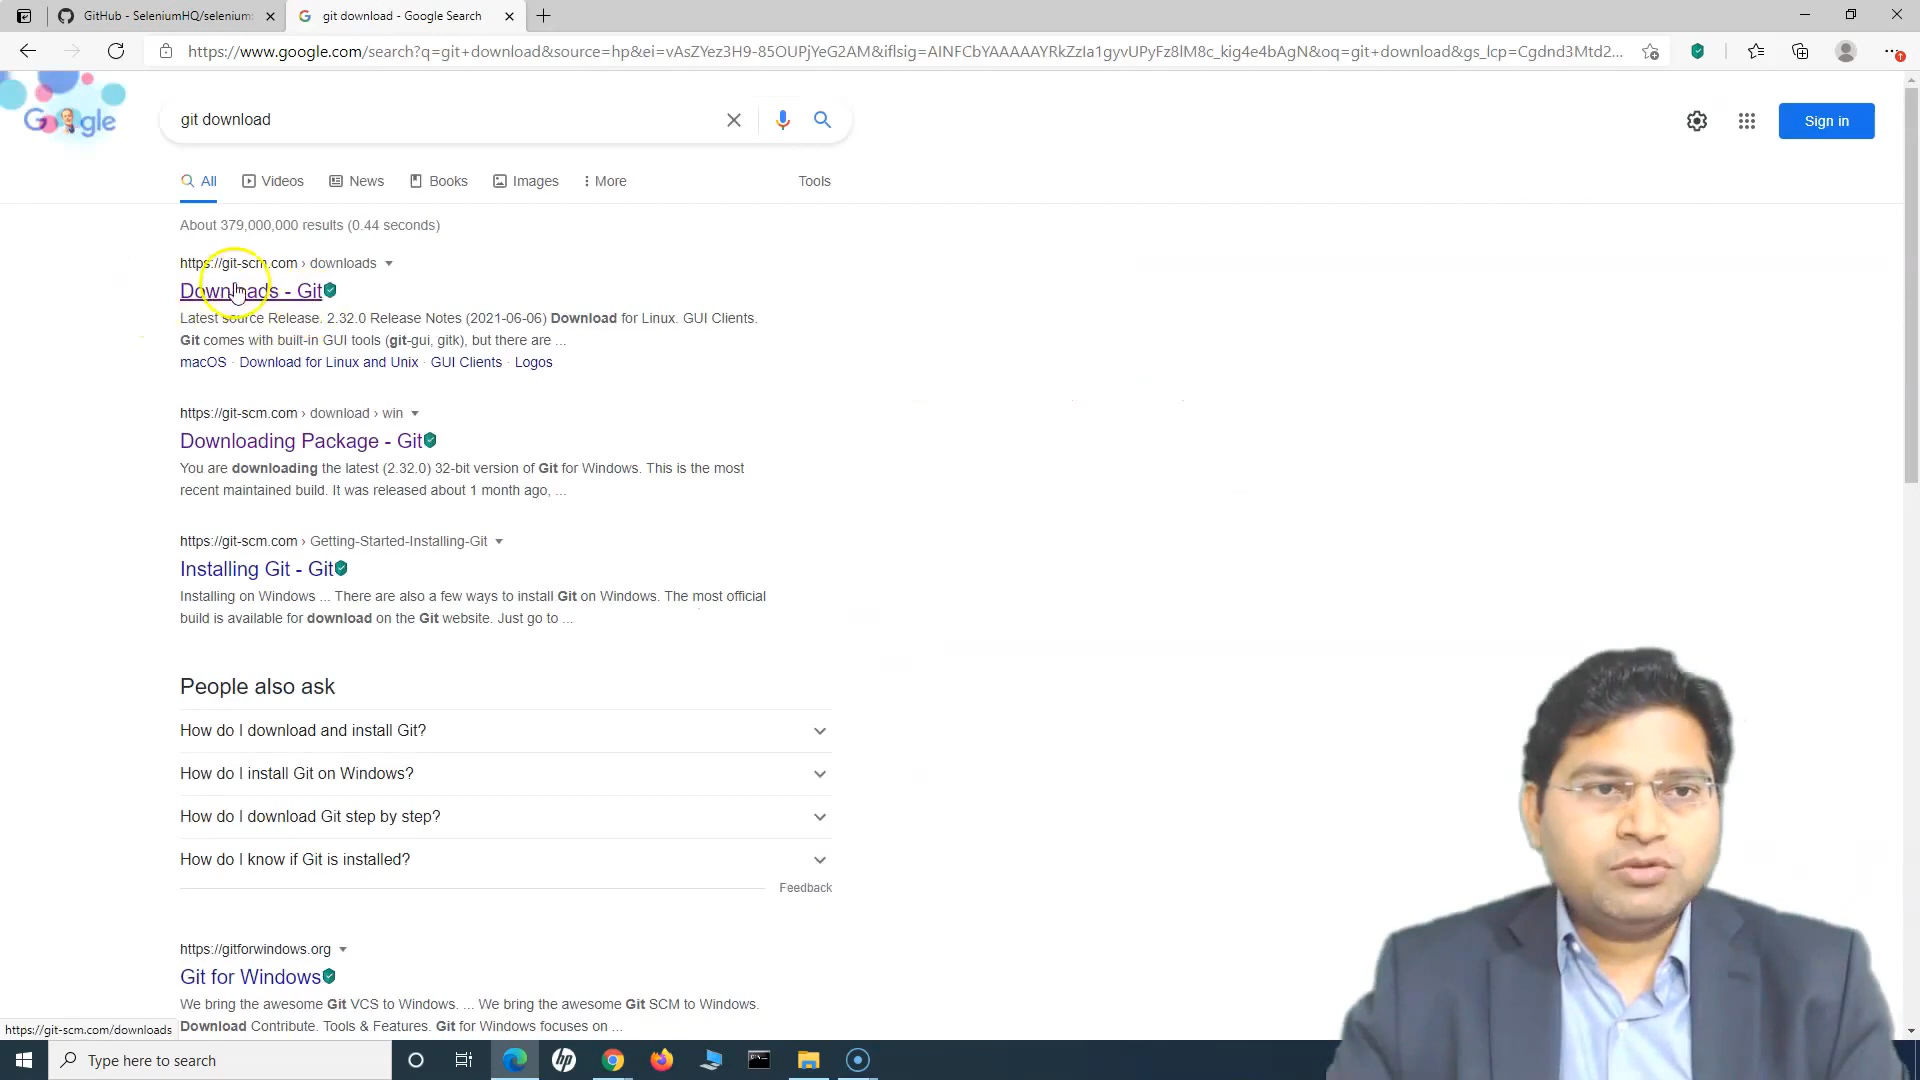 GitHub - SeleniumHQ/selenium:
git download - Google Search
https://www.google.com/search?q=git+download&source=hp&ei=vAsZYez3H9-85OUPjYeG2AM&iflsig=AINFCbYAAAAAYRkZzIa1gyvUPyFz8lM8c_kig4e4bAgN&oq=git+download&gs_lcp=Cgdnd3Mtd2...
Google
git download
Sign in
All
Videos
News
Books
Images
More
Tools
About 379,000,000 results (0.44 seconds)
https://git-scm.com › downloads
Downloads - Git
Latest source Release. 2.32.0 Release Notes (2021-06-06) Download for Linux. GUI Clients.
Git comes with built-in GUI tools (git-gui, gitk), but there are ...
macOS · Download for Linux and Unix · GUI Clients · Logos
https://git-scm.com › download › win
Downloading Package - Git
You are downloading the latest (2.32.0) 32-bit version of Git for Windows. This is the most
recent maintained build. It was released about 1 month ago, ...
https://git-scm.com › Getting-Started-Installing-Git
Installing Git - Git
Installing on Windows ... There are also a few ways to install Git on Windows. The most official
build is available for download on the Git website. Just go to ...
People also ask
How do I download and install Git?
How do I install Git on Windows?
How do I download Git step by step?
How do I know if Git is installed?
Feedback
https://gitforwindows.org
Git for Windows
We bring the awesome Git VCS to Windows. ... We bring the awesome Git SCM to Windows.
Download Contribute. Tools & Features. Git for Windows focuses on ...
https://git-scm.com/downloads
Type here to search
hp